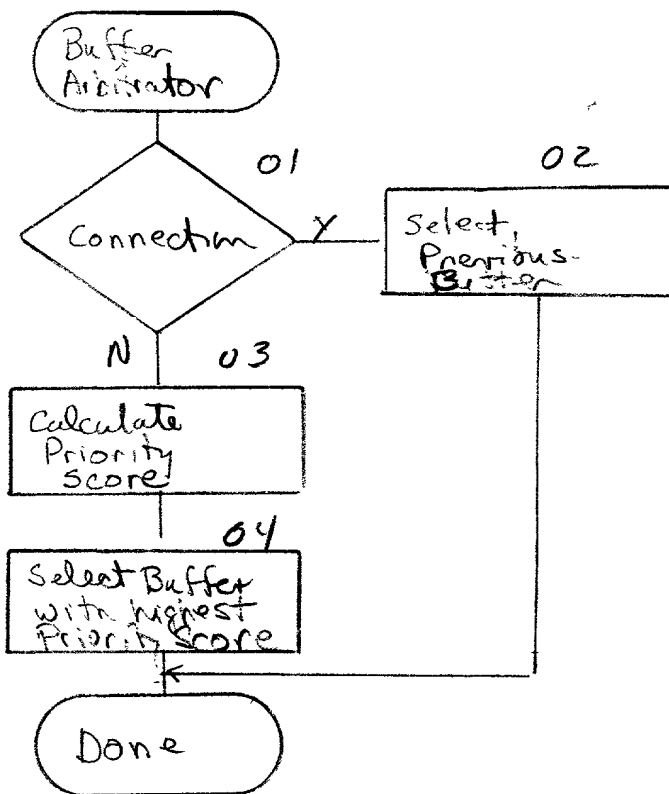 Buffer
Arbitrator
01
02
Connection
Y
Select
Previous
Buffer
N
03
Calculate
Priority
Score
04
Select Buffer
with highest
Priority Score
Done